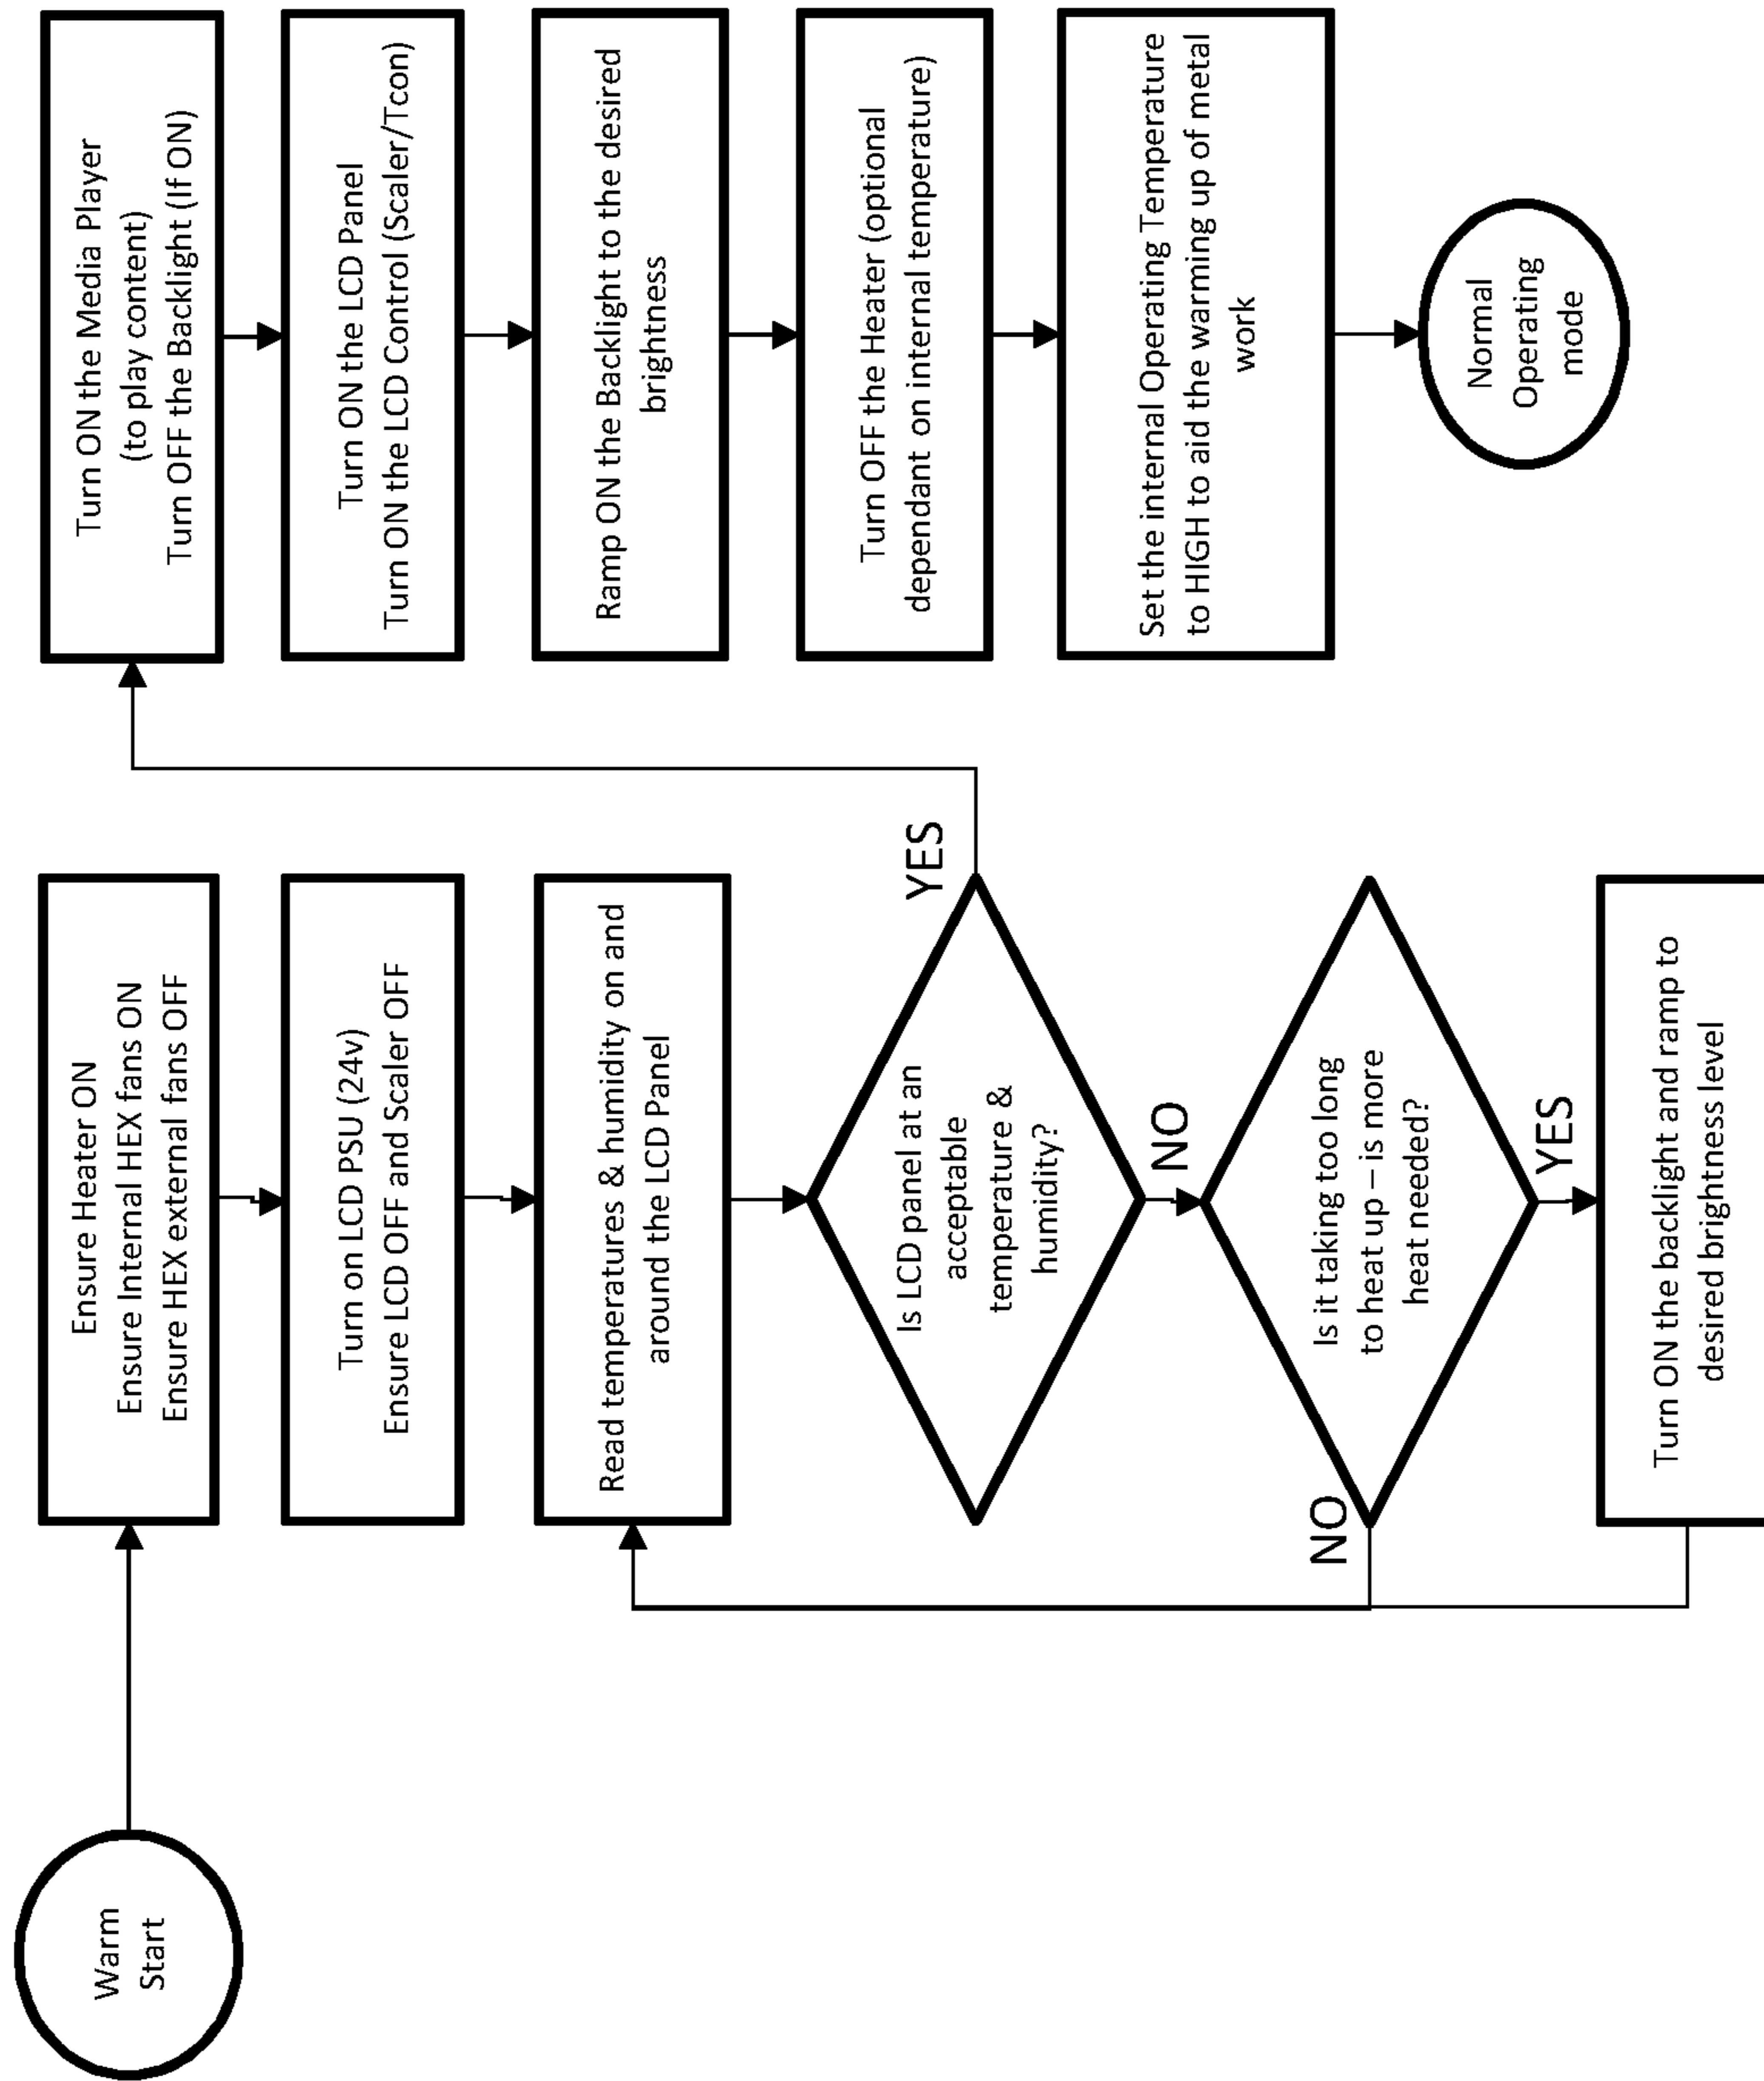 Warm
Start
Ensure Heater ON
Ensure Internal HEX fans ON
Ensure HEX external fans OFF
Turn on LCD PSU (24v)
Ensure LCD OFF and Scaler OFF
Read temperatures & humidity on and
around the LCD Panel
Is LCD panel at an
acceptable
temperature &
humidity?
YES
NO
Is it taking too long
to heat up – is more
heat needed?
NO
YES
Turn ON the backlight and ramp to
desired brightness level
Turn ON the Media Player
(to play content)
Turn OFF the Backlight (If ON)
Turn ON the LCD Panel
Turn ON the LCD Control (Scaler/Tcon)
Ramp ON the Backlight to the desired
brightness
Turn OFF the Heater (optional
dependant on internal temperature)
Set the internal Operating Temperature
to HIGH to aid the warming up of metal
work
Normal
Operating
mode